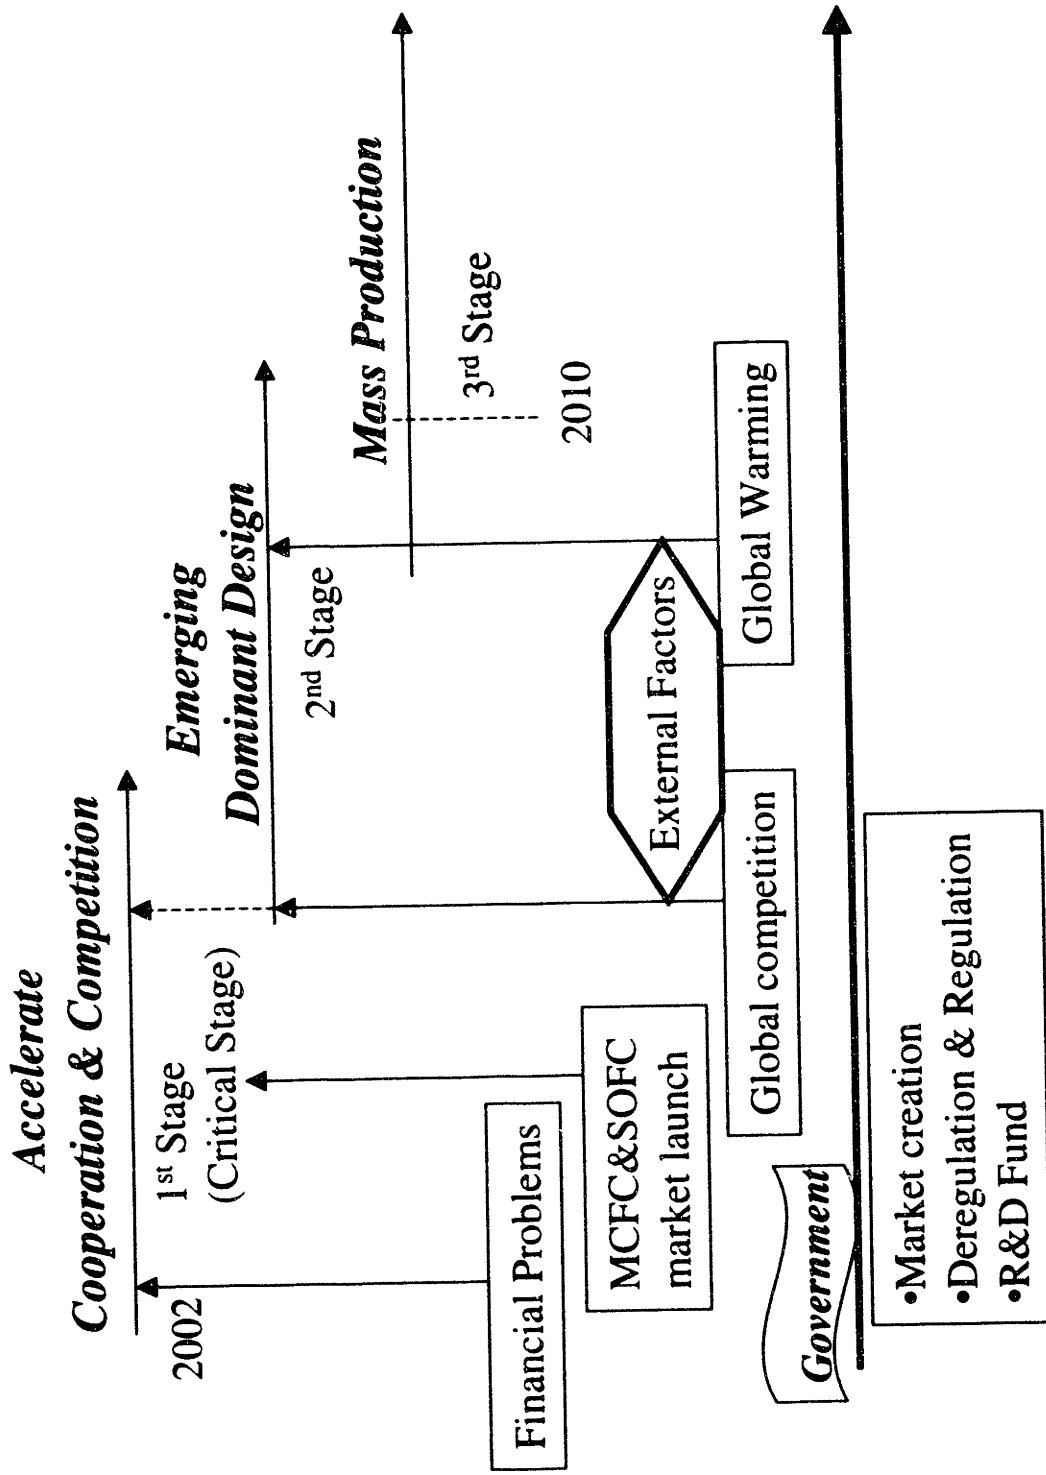 Accelerate
Cooperation & Competition
1st Stage
(Critical Stage)
2002
Emerging
Dominant Design
2nd Stage
Mass Production
3rd Stage
2010
Financial Problems
MCFC&SOFC
market launch
External Factors
Global competition
Global Warming
Government
•Market creation
•Deregulation & Regulation
•R&D Fund